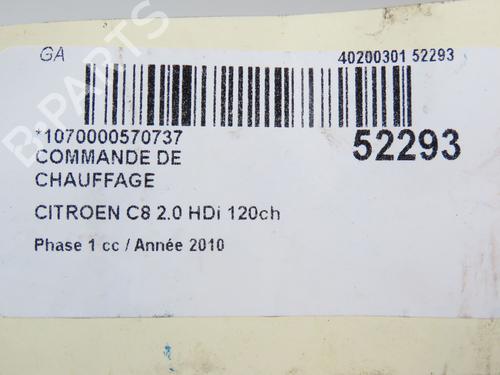 GA
40200301 52293
*1070000570737
52293
COMMANDE DE
CHAUFFAGE
CITROEN C8 2.0 HDi 120ch
Phase 1 cc / Année 2010
B-PARTS